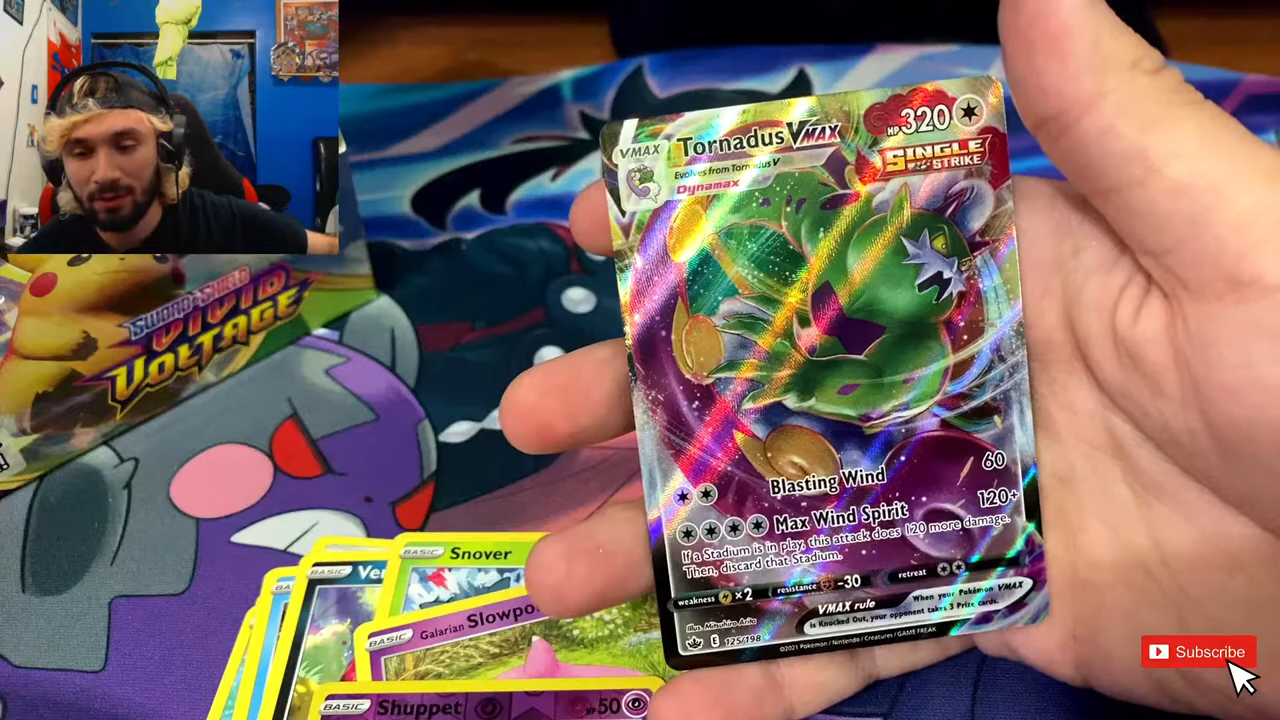 VMAX
Tornadus VMAX
HP 320
Evolves from Tornadus V
Dynamax
SINGLE
STRIKE
Blasting Wind 60
Max Wind Spirit 120+
If a Stadium is in play, this attack does 120 more damage.
Then, discard that Stadium.
weakness ×2 resistance -30 retreat
VMAX rule When your Pokémon VMAX
is Knocked Out, your opponent takes 3 Prize cards.
Illus. Mitsuhiro Arita
E 125/198
©2021 Pokémon / Nintendo / Creatures / GAME FREAK
SWORD & SHIELD
VIVID
VOLTAGE
BASIC Snover
BASIC
BASIC Galarian
BASIC Shuppet HP 50
Subscribe